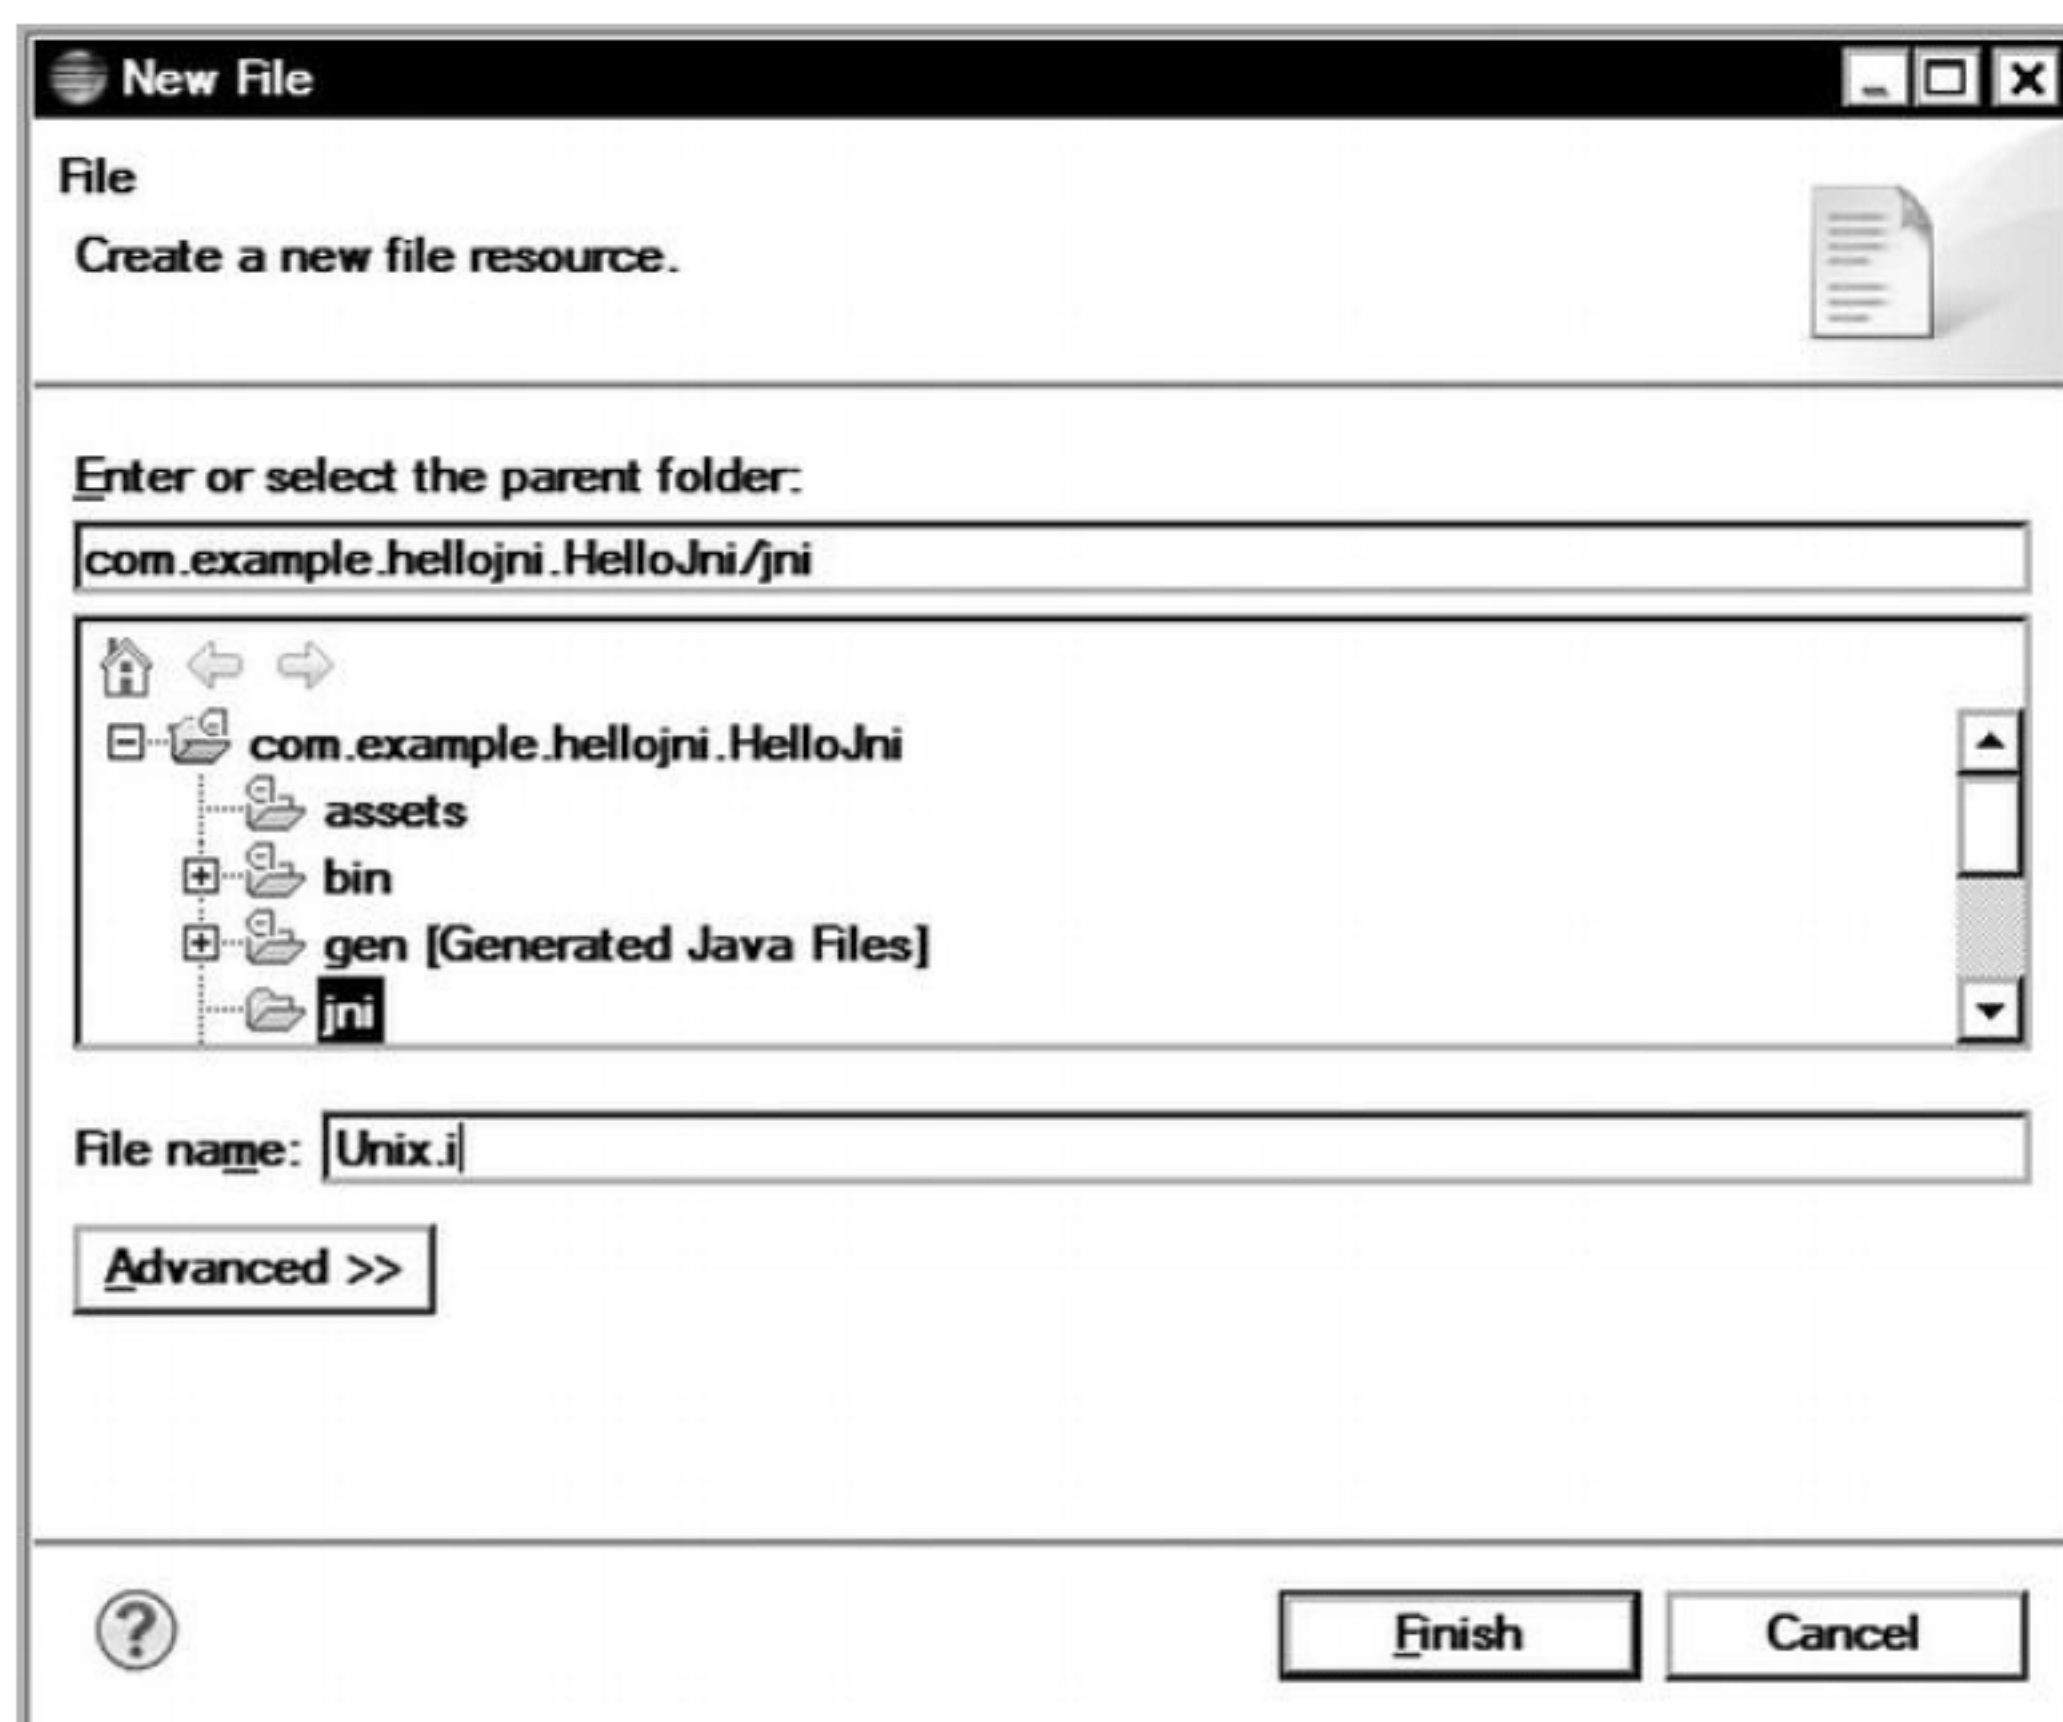 New File
File
Create a new file resource.
Enter or select the parent folder:
com.example.hellojni.HelloJni/jni
com.example.hellojni.HelloJni
assets
bin
gen [Generated Java Files]
jni
File name: Unix.i
Advanced >>
Finish Cancel